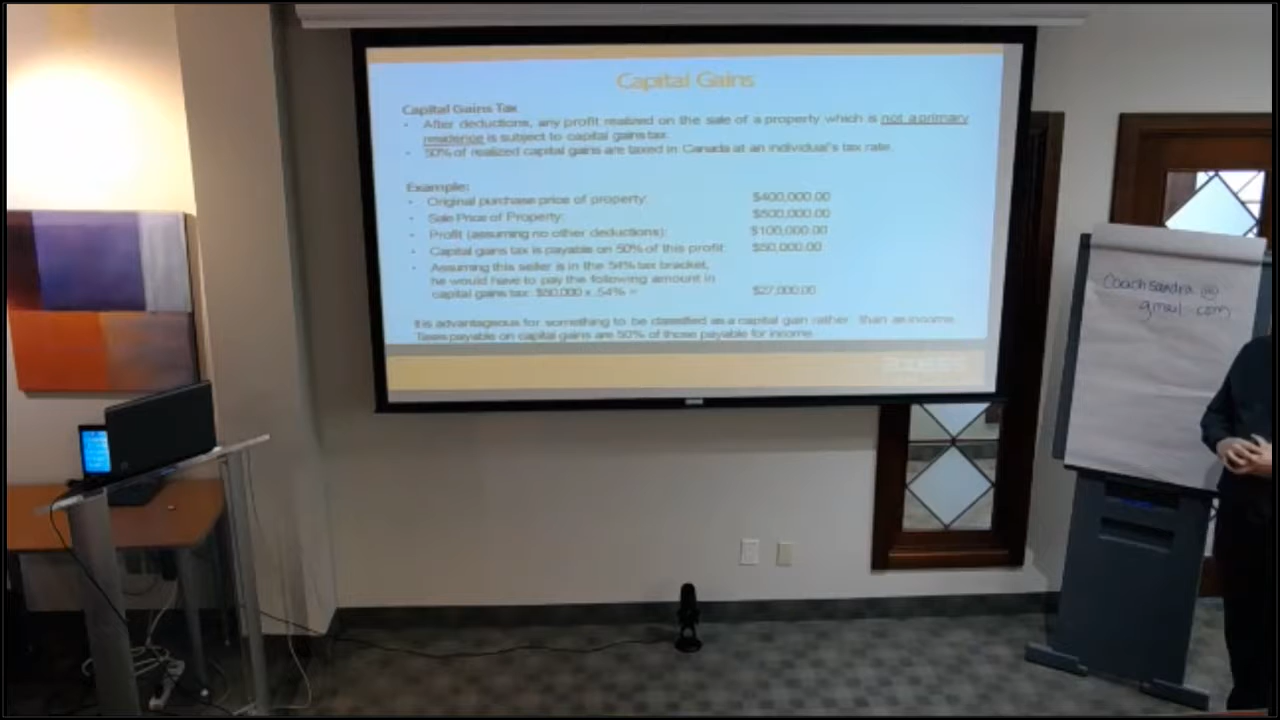 Capital Gains
Capital Gains Tax
• After deductions, any profit realized on the sale of a property which is not a primary
residence is subject to capital gains tax.
• 50% of realized capital gains are taxed in Canada at an individual's tax rate.
Example:
• Original purchase price of property: $400,000.00
• Sale Price of Property: $500,000.00
• Profit (assuming no other deductions): $100,000.00
• Capital gains tax is payable on 50% of this profit: $50,000.00
• Assuming this seller is in the 54% tax bracket,
he would have to pay the following amount in
capital gains tax: $50,000 x .54% = $27,000.00
It is advantageous for something to be classified as a capital gain rather than as income.
Taxes payable on capital gains are 50% of those payable for income.
Coachsandra @
gmail.com